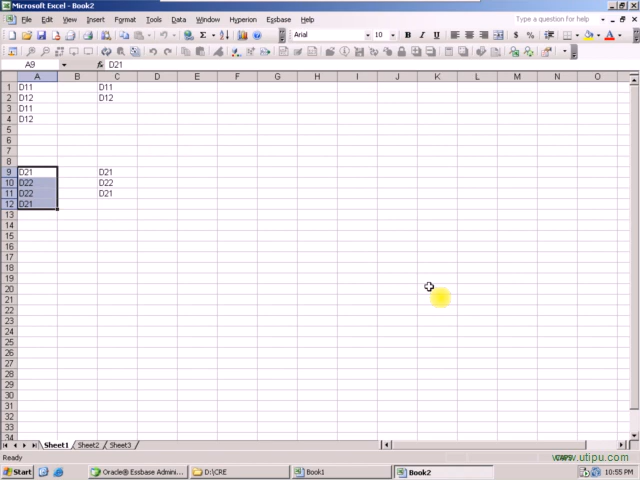 Microsoft Excel - Book2
File Edit View Insert Format Tools Data Window Hyperion Essbase Help
Type a question for help
Arial 10 B I U $ %
A9 fx D21
A B C D E F G H I J K L M N O
1 D11 D11
2 D12 D12
3 D11
4 D12
5
6
7
8
9 D21 D21
10 D22 D22
11 D22 D21
12 D21
13
14
15
16
17
18
19
20
21
22
23
24
25
26
27
28
29
30
31
32
33
34
Sheet1 Sheet2 Sheet3
Ready
CAPS
www.utipu.com
Start Oracle® Essbase Admini... D:\CRE Book1 Book2 10:55 PM